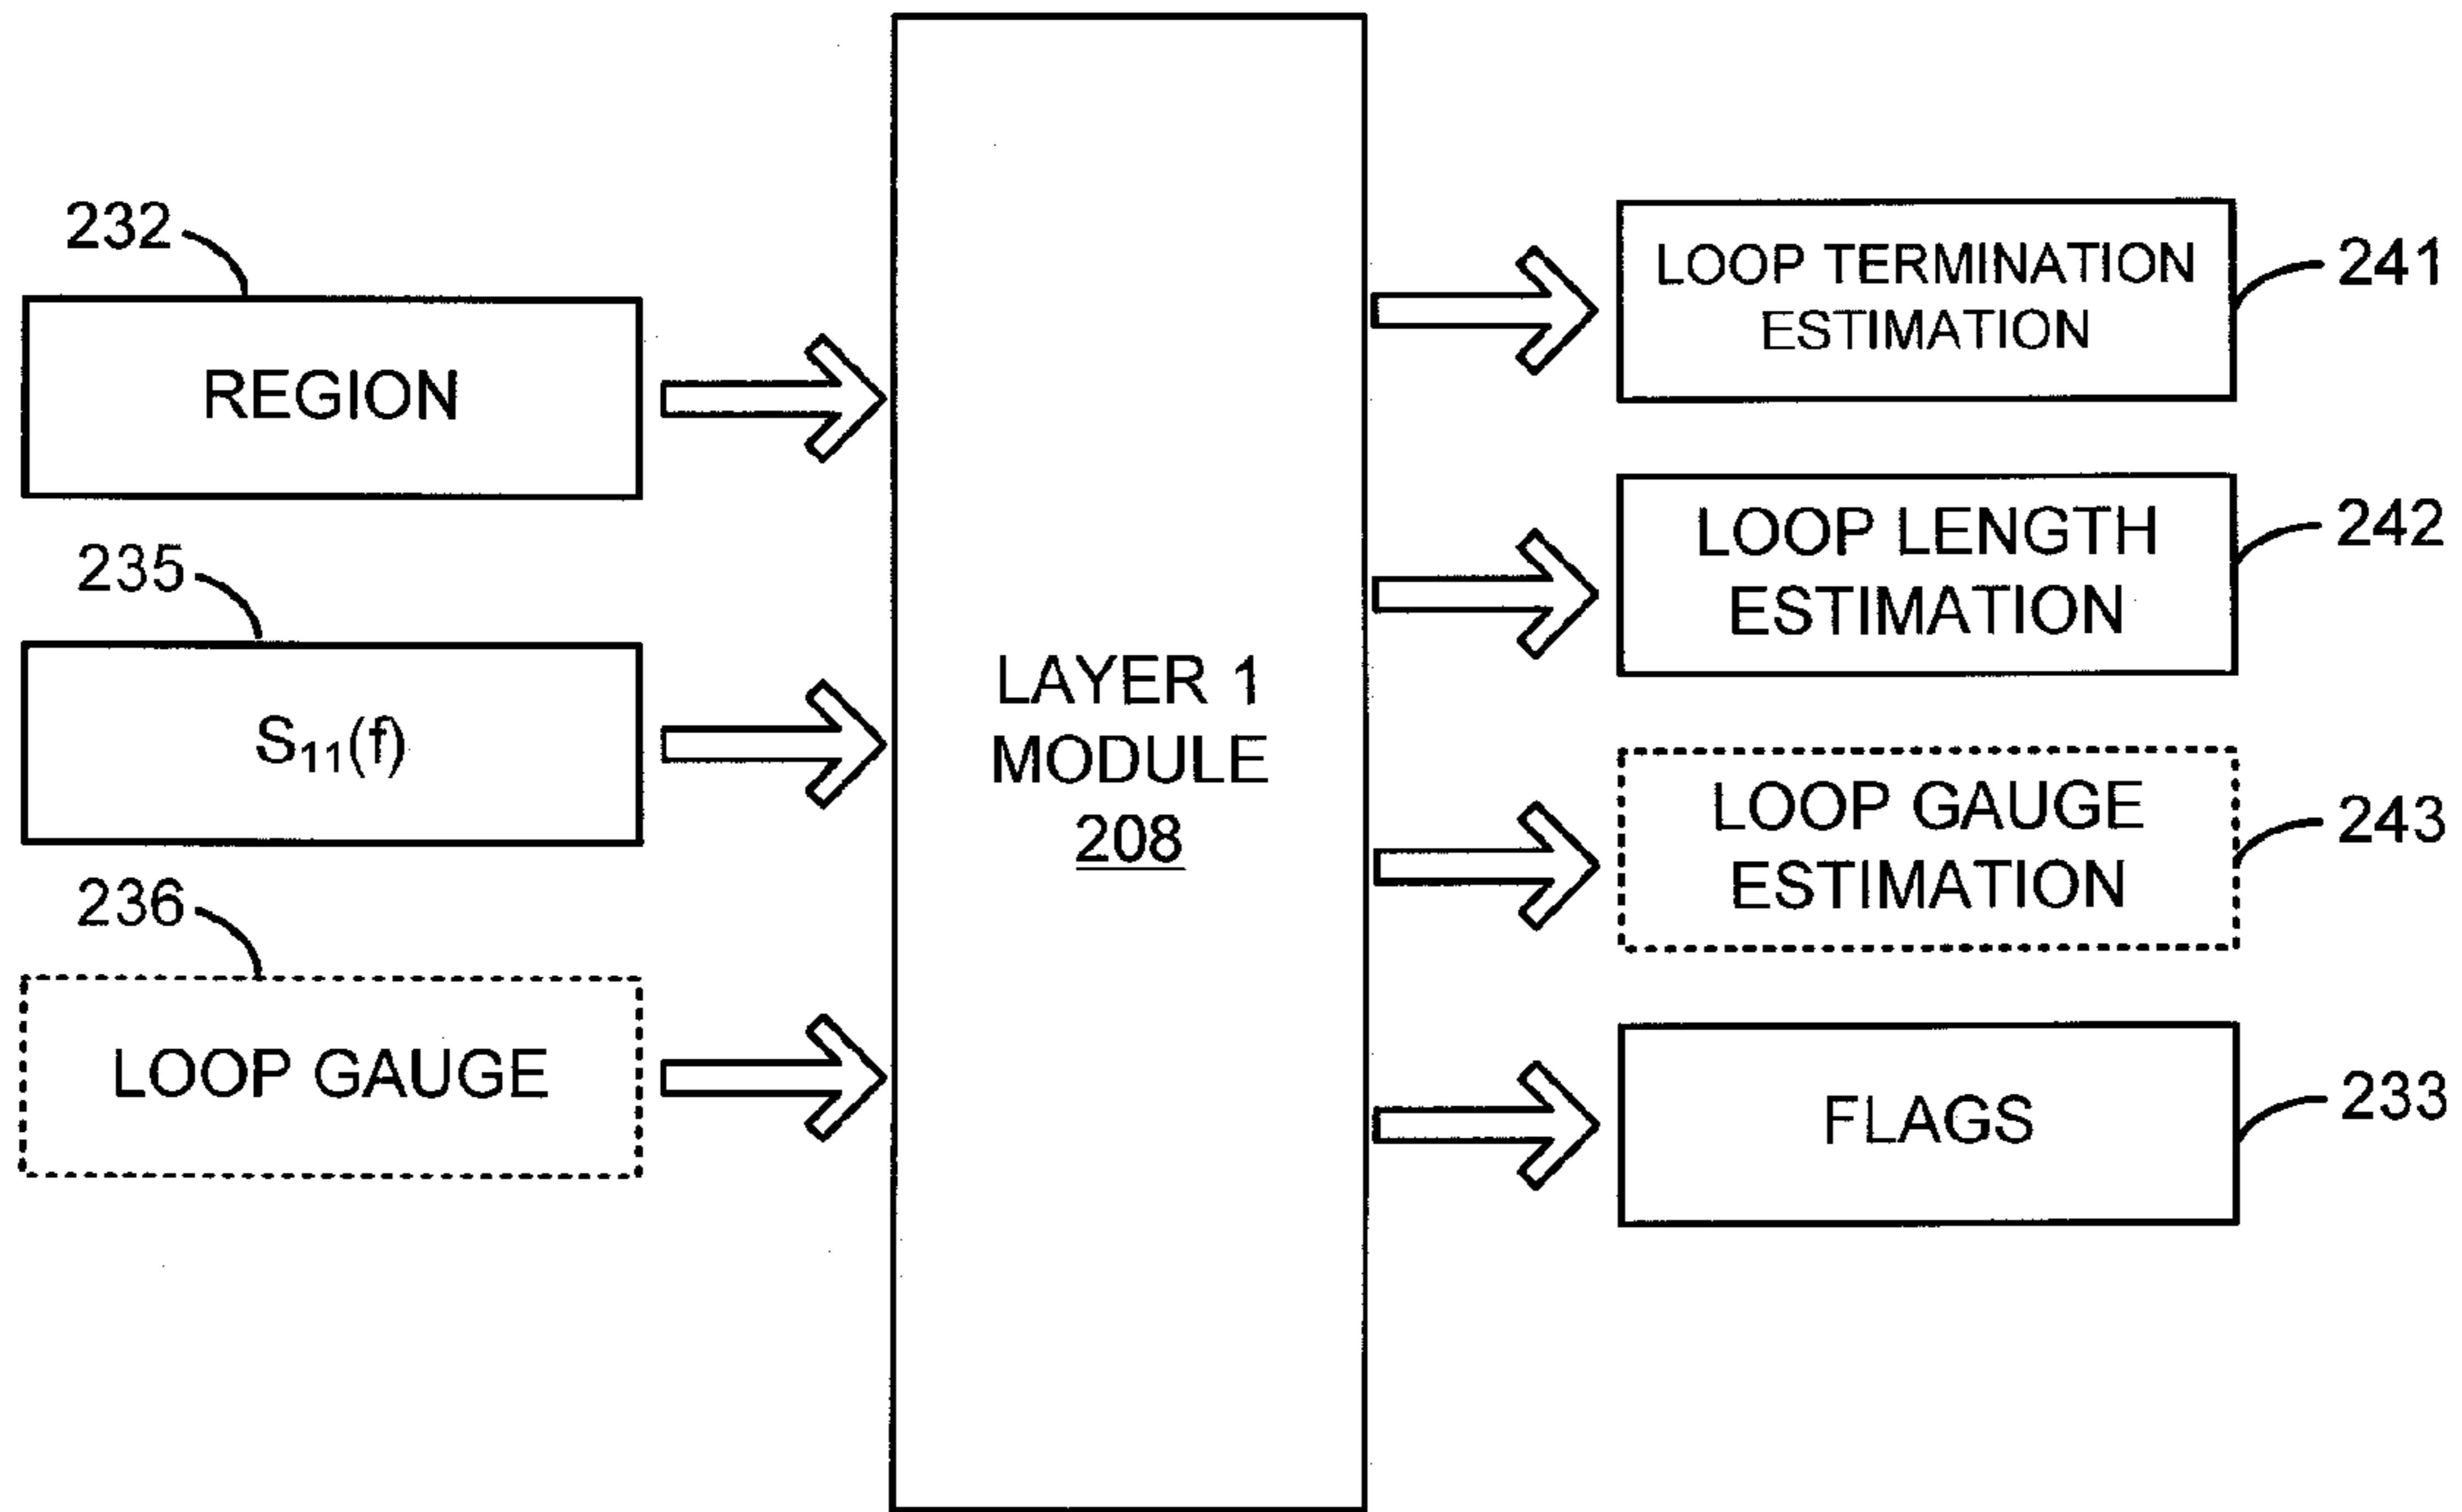 232
REGION
235
S₁₁(f)
236
LOOP GAUGE
LAYER 1
MODULE
208
LOOP TERMINATION
ESTIMATION
241
LOOP LENGTH
ESTIMATION
242
LOOP GAUGE
ESTIMATION
243
FLAGS
233